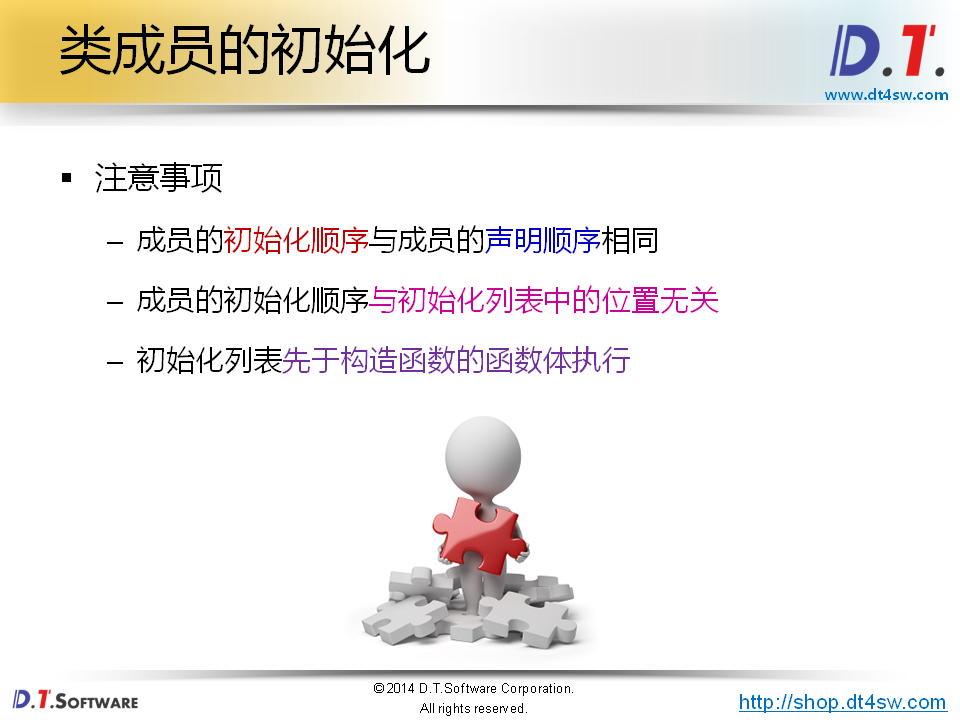 类成员的初始化
D.T.
www.dt4sw.com
▪ 注意事项
– 成员的初始化顺序与成员的声明顺序相同
– 成员的初始化顺序与初始化列表中的位置无关
– 初始化列表先于构造函数的函数体执行
D.T.SOFTWARE
©2014 D.T.Software Corporation.
All rights reserved.
http://shop.dt4sw.com